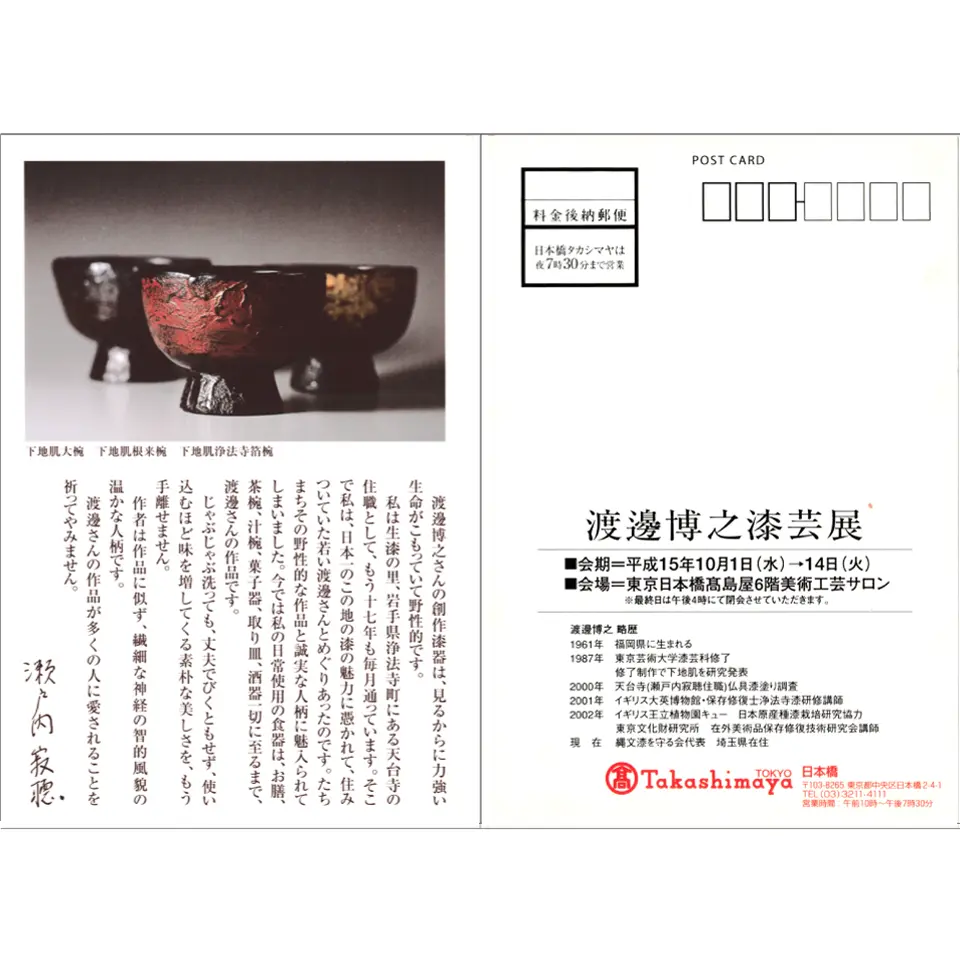 下地肌大椀　下地肌根来椀　下地肌浄法寺箔椀
渡邊博之さんの創作漆器は、見るからに力強い
生命がこもっていて野性的です。
私は生漆の里、岩手県浄法寺町にある天台寺の
住職として、もう十七年も毎月通っています。そこ
で私は、日本一のこの地の漆の魅力に憑かれて、住み
ついていた若い渡邊さんとめぐりあったのです。たち
まちその野性的な作品と誠実な人柄に魅入られて
しまいました。今では私の日常使用の食器は、お膳、
茶椀、汁椀、菓子器、取り皿、酒器一切に至るまで、
渡邊さんの作品です。
じゃぶじゃぶ洗っても、丈夫でびくともせず、使い
込むほど味を増してくる素朴な美しさを、もう
手離せません。
作者は作品に似ず、繊細な神経の智的風貌の
温かな人柄です。
渡邊さんの作品が多くの人に愛されることを
祈ってやみません。
瀬戸内寂聴
POST CARD
料金後納郵便
日本橋タカシマヤは
夜7時30分まで営業
渡邊博之漆芸展
■会期＝平成15年10月1日（水）→14日（火）
■会場＝東京日本橋髙島屋6階美術工芸サロン
※最終日は午後4時にて閉会させていただきます。
渡邊博之 略歴
1961年　福岡県に生まれる
1987年　東京芸術大学漆芸科修了
修了制作で下地肌を研究発表
2000年　天台寺(瀬戸内寂聴住職)仏具漆塗り調査
2001年　イギリス大英博物館・保存修復士浄法寺漆研修講師
2002年　イギリス王立植物園キュー　日本原産種漆栽培研究協力
東京文化財研究所　在外美術品保存修復技術研究会講師
現　在　縄文漆を守る会代表　埼玉県在住
髙 Takashimaya TOKYO 日本橋
〒103-8265 東京都中央区日本橋2-4-1
TEL (03) 3211-4111
営業時間　午前10時〜午後7時30分